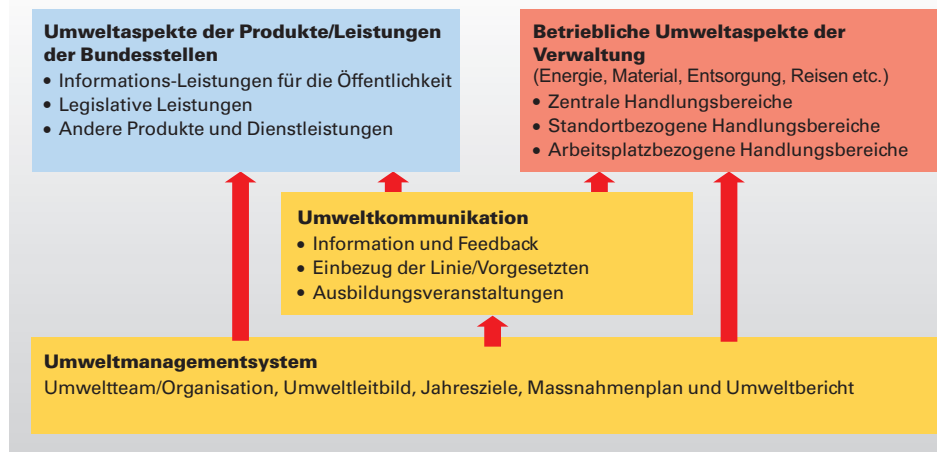 Umweltaspekte der Produkte/Leistungen
der Bundesstellen
• Informations-Leistungen für die Öffentlichkeit
• Legislative Leistungen
• Andere Produkte und Dienstleistungen
Betriebliche Umweltaspekte der
Verwaltung
(Energie, Material, Entsorgung, Reisen etc.)
• Zentrale Handlungsbereiche
• Standortbezogene Handlungsbereiche
• Arbeitsplatzbezogene Handlungsbereiche
Umweltkommunikation
• Information und Feedback
• Einbezug der Linie/Vorgesetzten
• Ausbildungsveranstaltungen
Umweltmanagementsystem
Umweltteam/Organisation, Umweltleitbild, Jahresziele, Massnahmenplan und Umweltbericht